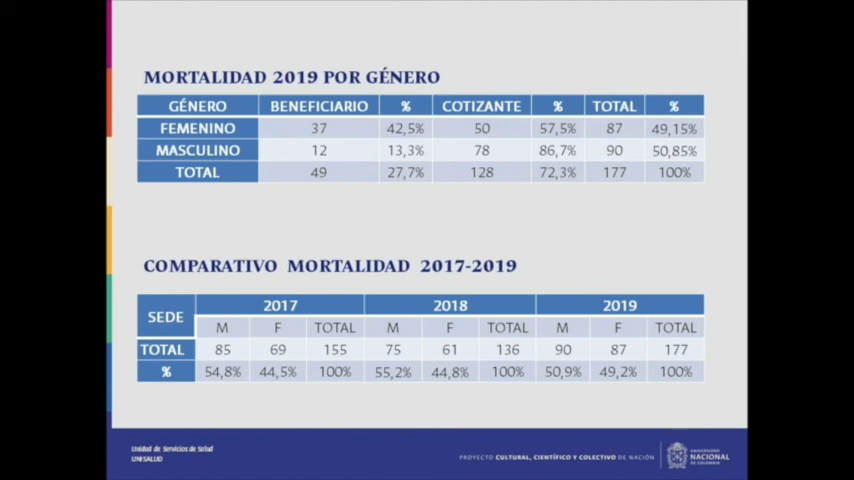 MORTALIDAD 2019 POR GÉNERO
GÉNERO BENEFICIARIO % COTIZANTE % TOTAL %
FEMENINO 37 42,5% 50 57,5% 87 49,15%
MASCULINO 12 13,3% 78 86,7% 90 50,85%
TOTAL 49 27,7% 128 72,3% 177 100%
COMPARATIVO MORTALIDAD 2017-2019
SEDE 2017 2018 2019
M F TOTAL M F TOTAL M F TOTAL
TOTAL 85 69 155 75 61 136 90 87 177
% 54,8% 44,5% 100% 55,2% 44,8% 100% 50,9% 49,2% 100%
Unidad de Servicios de Salud
UNISALUD
PROYECTO CULTURAL, CIENTÍFICO Y COLECTIVO DE NACIÓN
UNIVERSIDAD
NACIONAL
DE COLOMBIA